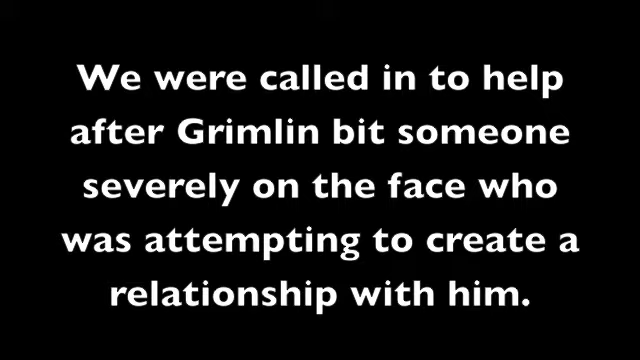 We were called in to help
after Grimlin bit someone
severely on the face who
was attempting to create a
relationship with him.